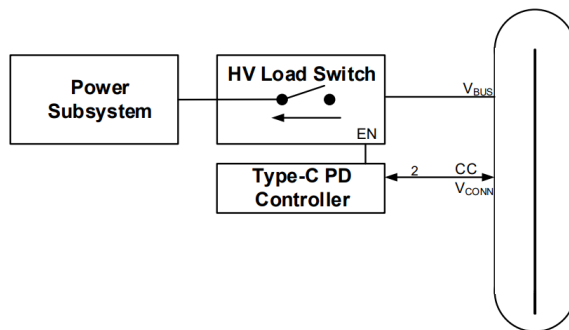 Power
Subsystem
HV Load Switch
EN
Type-C PD
Controller
VBUS
2
CC
VCONN